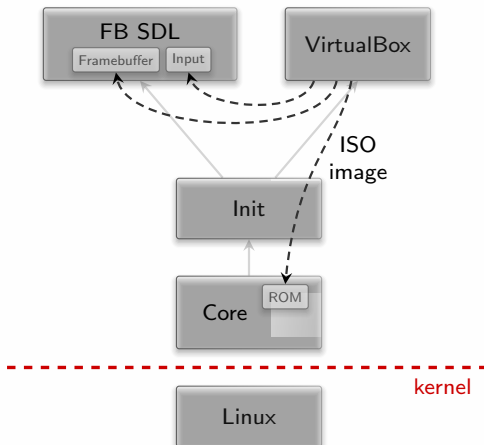 FB SDL
Framebuffer
Input
VirtualBox
ISO
image
Init
ROM
Core
kernel
Linux